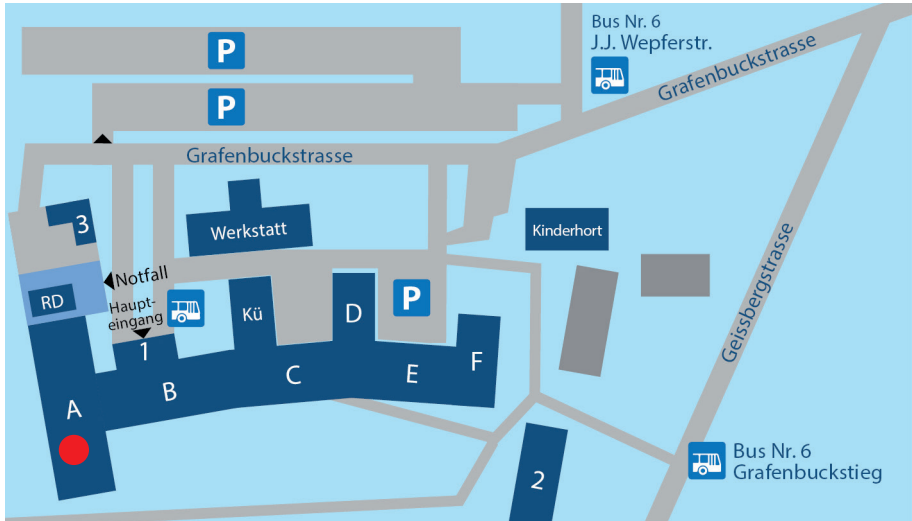 Bus Nr. 6
J.J. Wepferstr.
P
P
Grafenbuckstrasse
Grafenbuckstrasse
3
Werkstatt
Kinderhort
Notfall
RD
Haupt-
eingang
P
Kü
D
1
A
B
C
E
F
Geissbergstrasse
2
Bus Nr. 6
Grafenbuckstieg